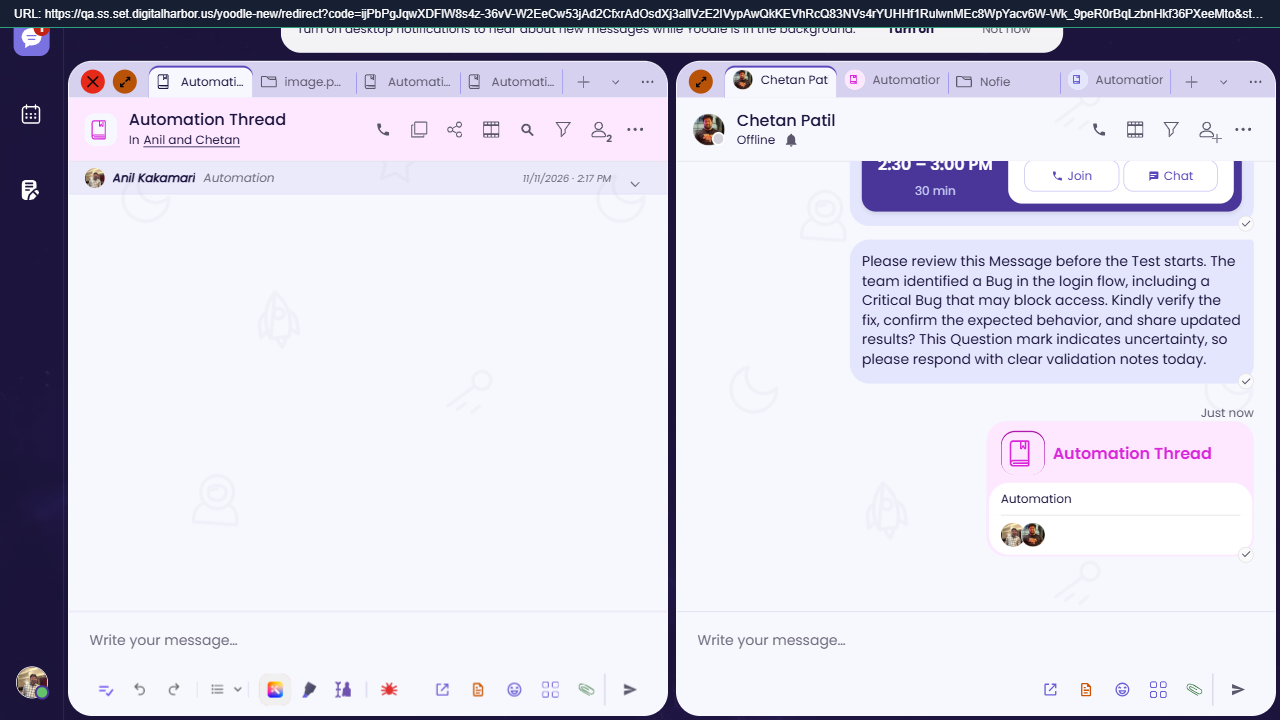 URL: https://qa.ss.set.digitalharbor.us/yoodle-new/redirect?code=ijPbPgJqwXDFIW8s4z-36vV-W2EeCw53jAd2CfxrAdOsdXj3allVzE2IVypAwQkKEVhRcQ83NVs4rYUHHf1RulwnMEc8WpYacv6W-Wk_9peR0rBqLzbnHkf36PXeeMto&st...
Turn on desktop notifications to hear about new messages while Yoodle is in the background. Turn on Not now
Automati... image.p... Automati... Automati...
Automation Thread
In Anil and Chetan
2
Anil Kakamari Automation 11/11/2026 - 2:17 PM
Write your message...
Chetan Pat Automation Nofie Automation
Chetan Patil
Offline
2:30 – 3:00 PM
30 min
Join Chat
Please review this Message before the Test starts. The
team identified a Bug in the login flow, including a
Critical Bug that may block access. Kindly verify the
fix, confirm the expected behavior, and share updated
results? This Question mark indicates uncertainty, so
please respond with clear validation notes today.
Just now
Automation Thread
Automation
Write your message...